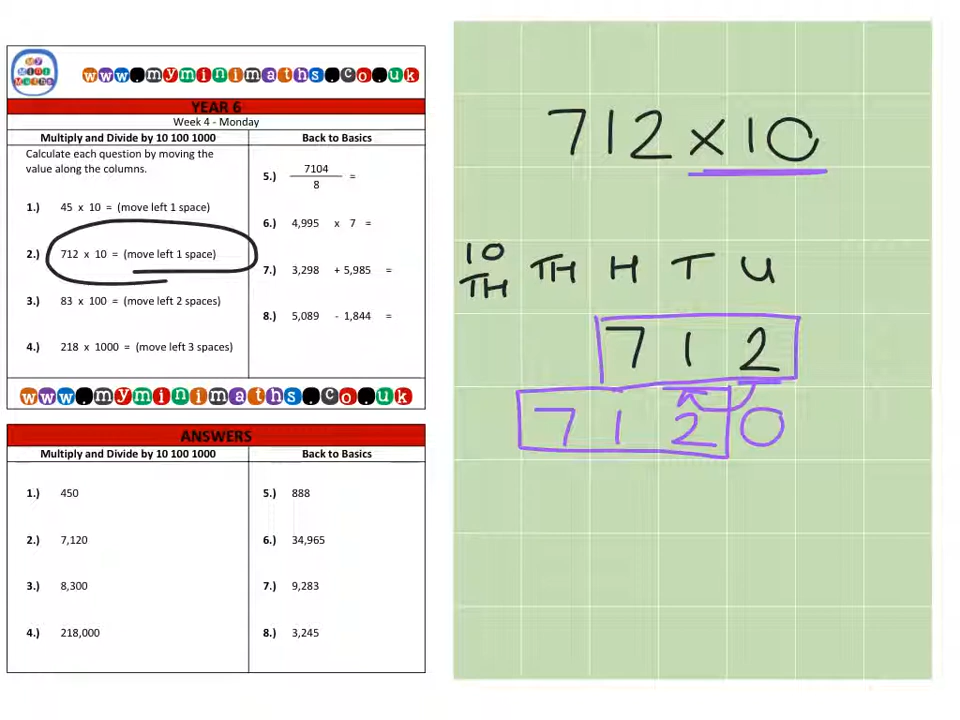 My
Mini
Maths
www.myminimaths.co.uk
YEAR 6
Week 4 - Monday
Multiply and Divide by 10 100 1000
Back to Basics
Calculate each question by moving the
value along the columns.
1.) 45 x 10 = (move left 1 space)
2.) 712 x 10 = (move left 1 space)
3.) 83 x 100 = (move left 2 spaces)
4.) 218 x 1000 = (move left 3 spaces)
5.) 7104
8 =
6.) 4,995 x 7 =
7.) 3,298 + 5,985 =
8.) 5,089 - 1,844 =
www.myminimaths.co.uk
ANSWERS
Multiply and Divide by 10 100 1000
Back to Basics
1.) 450
2.) 7,120
3.) 8,300
4.) 218,000
5.) 888
6.) 34,965
7.) 9,283
8.) 3,245
712 x 10
10
TH TH H T U
7 1 2
7 1 2 0